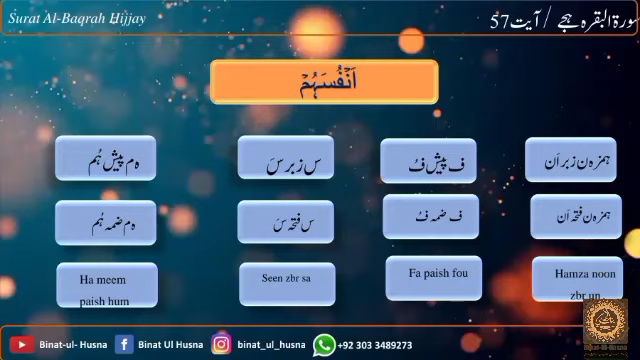 Surat Al-Baqrah Hijjay
سورۃ البقرہ ہجے / آیت 57
اَنْفُسَہُمْ
ہمزہ ن زبر اَن
ف پیش فُ
س زبر سَ
ہ م پیش ہُم
ہمزہ ن فتحہ اَن
ف ضمہ فُ
س فتحہ سَ
ہ م ضمہ ہُم
Ha meem
paish hum
Seen zbr sa
Fa paish fou
Hamza noon
zbr un
Binat-ul- Husna
Binat Ul Husna
binat_ul_husna
+92 303 3489273